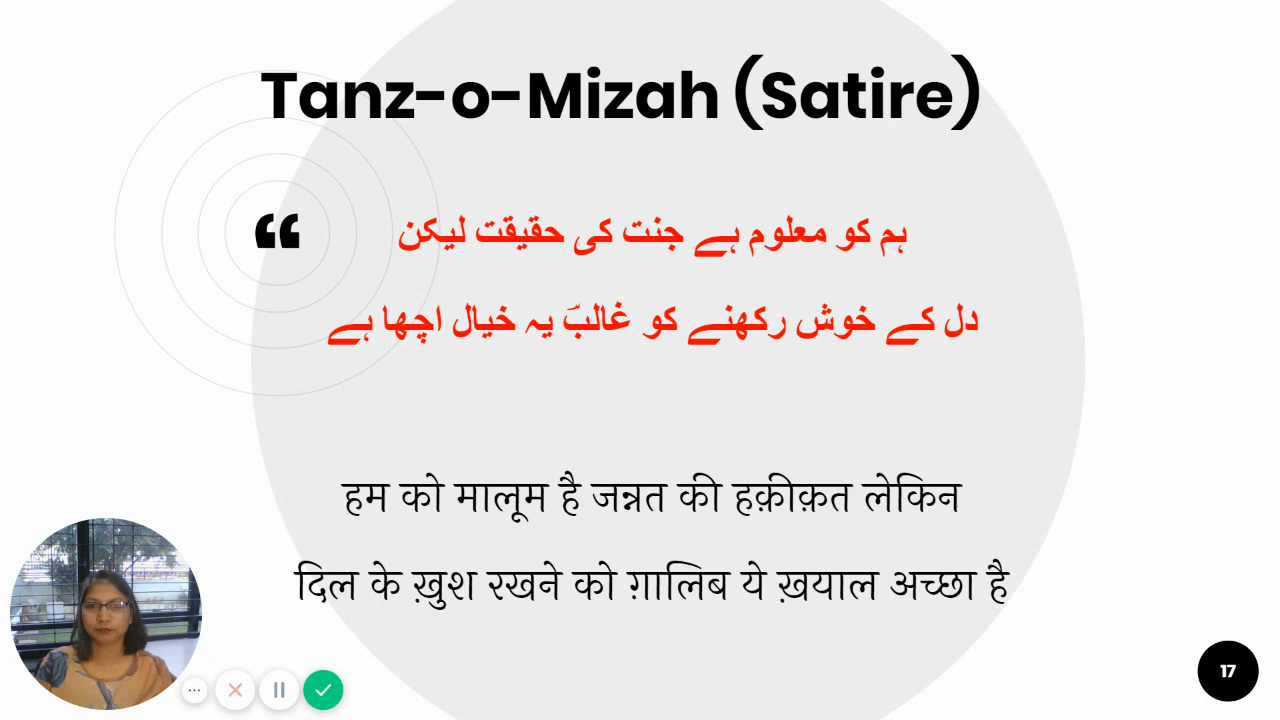 Tanz-o-Mizah (Satire)
“
ہم کو معلوم ہے جنت کی حقیقت لیکن
دل کے خوش رکھنے کو غالبؔ یہ خیال اچھا ہے
हम को मालूम है जन्नत की हक़ीक़त लेकिन
दिल के ख़ुश रखने को ग़ालिब ये ख़याल अच्छा है
17